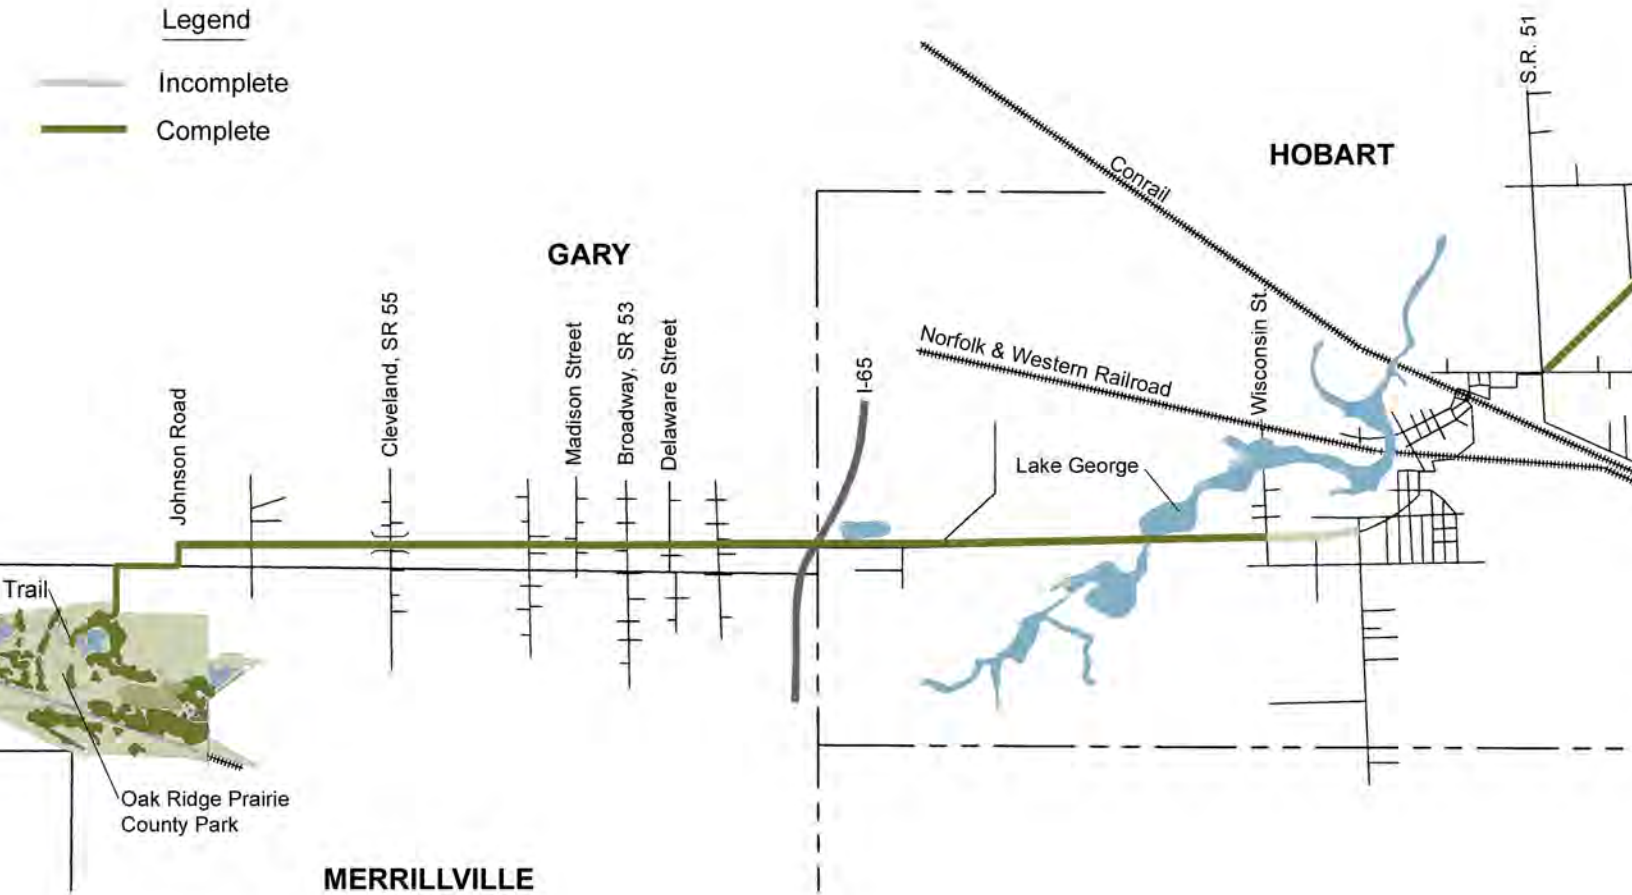 Legend
Incomplete
Complete
S.R. 51
HOBART
Conrail
GARY
Cleveland, SR 55
Madison Street
Broadway, SR 53
Delaware Street
Wisconsin St.
Norfolk & Western Railroad
I-65
Johnson Road
Lake George
Trail
Oak Ridge Prairie
County Park
MERRILLVILLE